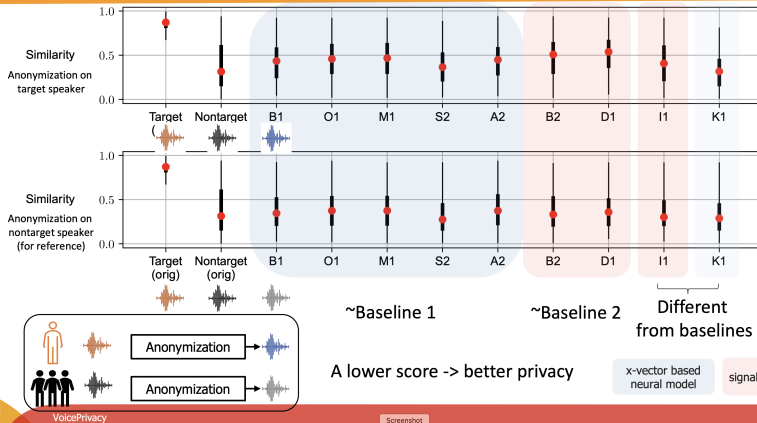 1.0
Similarity
Anonymization on
target speaker
0.5
0.0
Target Nontarget B1 O1 M1 S2 A2 B2 D1 I1 K1
(
1.0
Similarity
Anonymization on
nontarget speaker
(for reference)
0.5
0.0
Target Nontarget B1 O1 M1 S2 A2 B2 D1 I1 K1
(orig) (orig)
~Baseline 1
~Baseline 2
Different
from baselines
Anonymization
Anonymization
A lower score -> better privacy
x-vector based
neural model
signal
VoicePrivacy
Screenshot